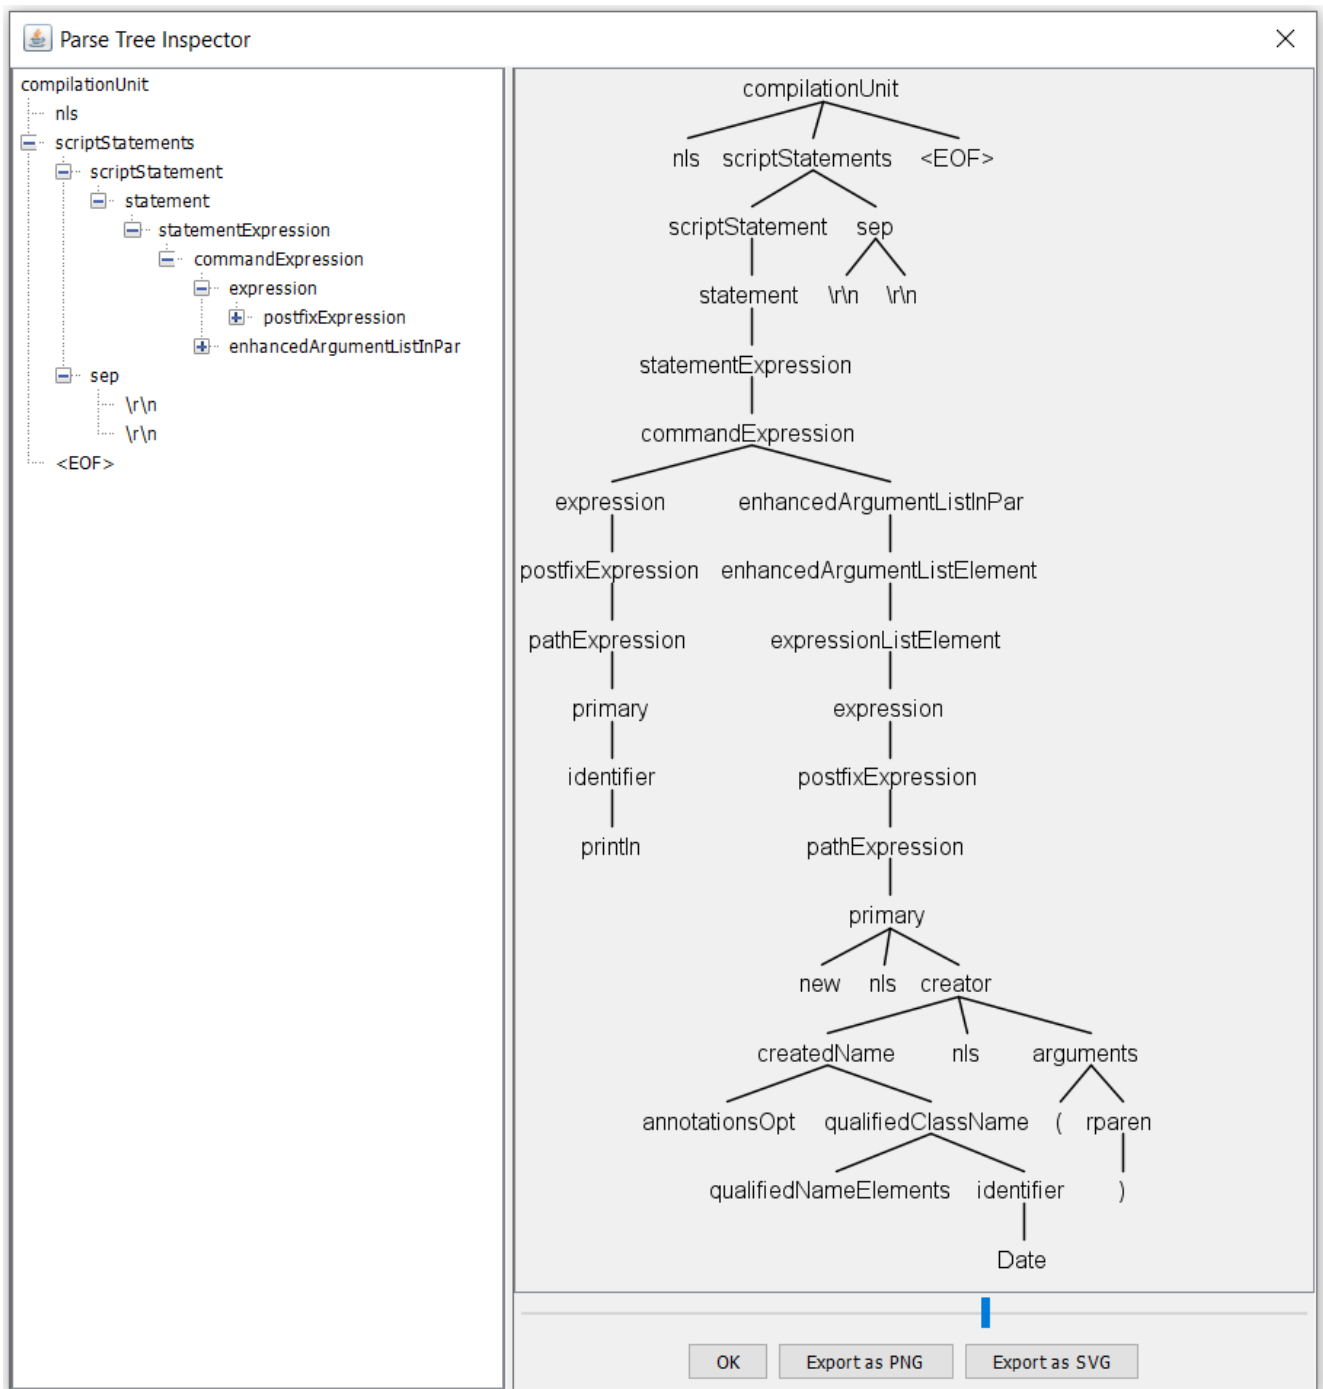 Parse Tree Inspector
compilationUnit
nls
scriptStatements
scriptStatement
statement
statementExpression
commandExpression
expression
postfixExpression
enhancedArgumentListInPar
sep
\r\n
\r\n
<EOF>
compilationUnit
nls scriptStatements <EOF>
scriptStatement sep
statement \r\n \r\n
statementExpression
commandExpression
expression enhancedArgumentListInPar
postfixExpression enhancedArgumentListElement
pathExpression expressionListElement
primary expression
identifier postfixExpression
println pathExpression
primary
new nls creator
createdName nls arguments
annotationsOpt qualifiedClassName ( rparen
qualifiedNameElements identifier )
Date
OK Export as PNG Export as SVG